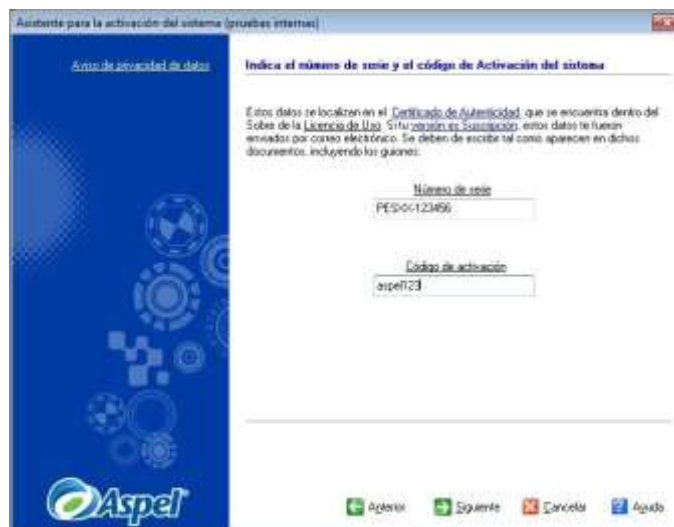 Asistente para la activación del sistema (pruebas internas)
Aviso de privacidad de datos
Indica el número de serie y el código de Activación del sistema
Estos datos se localizan en el Certificado de Autenticidad, que se encuentra dentro del
Sobre de la Licencia de Uso. Si tu versión es Suscripción, estos datos te fueron
enviados por correo electrónico. Se deben de escribir tal como aparecen en dichos
documentos, incluyendo los guiones.
Número de serie
Código de activación
aspel123
Aspel
Anterior
Siguiente
Cancelar
Ayuda